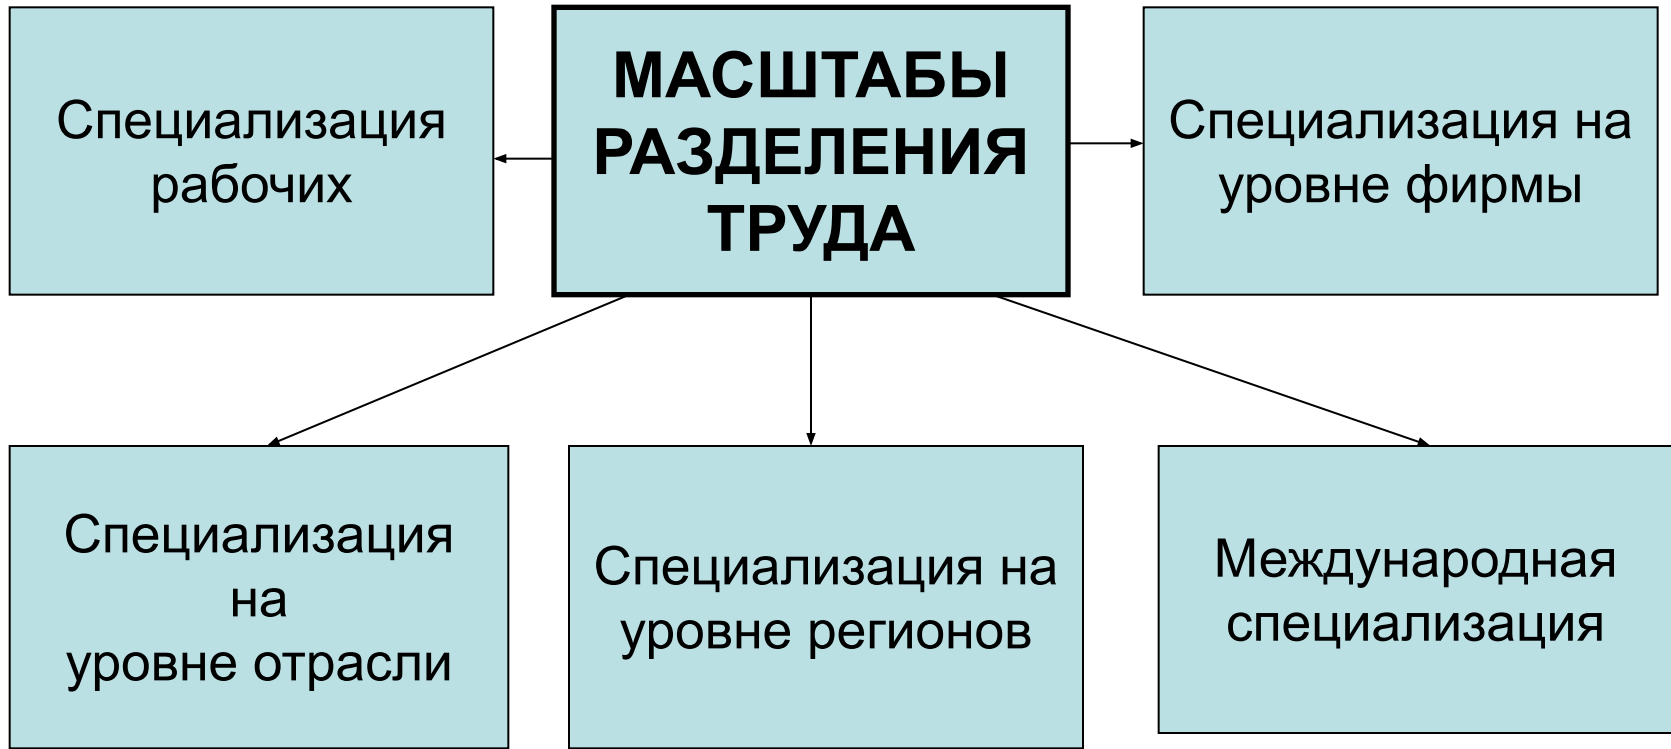 Специализация
рабочих
МАСШТАБЫ
РАЗДЕЛЕНИЯ
ТРУДА
Специализация на
уровне фирмы
Специализация
на
уровне отрасли
Специализация на
уровне регионов
Международная
специализация